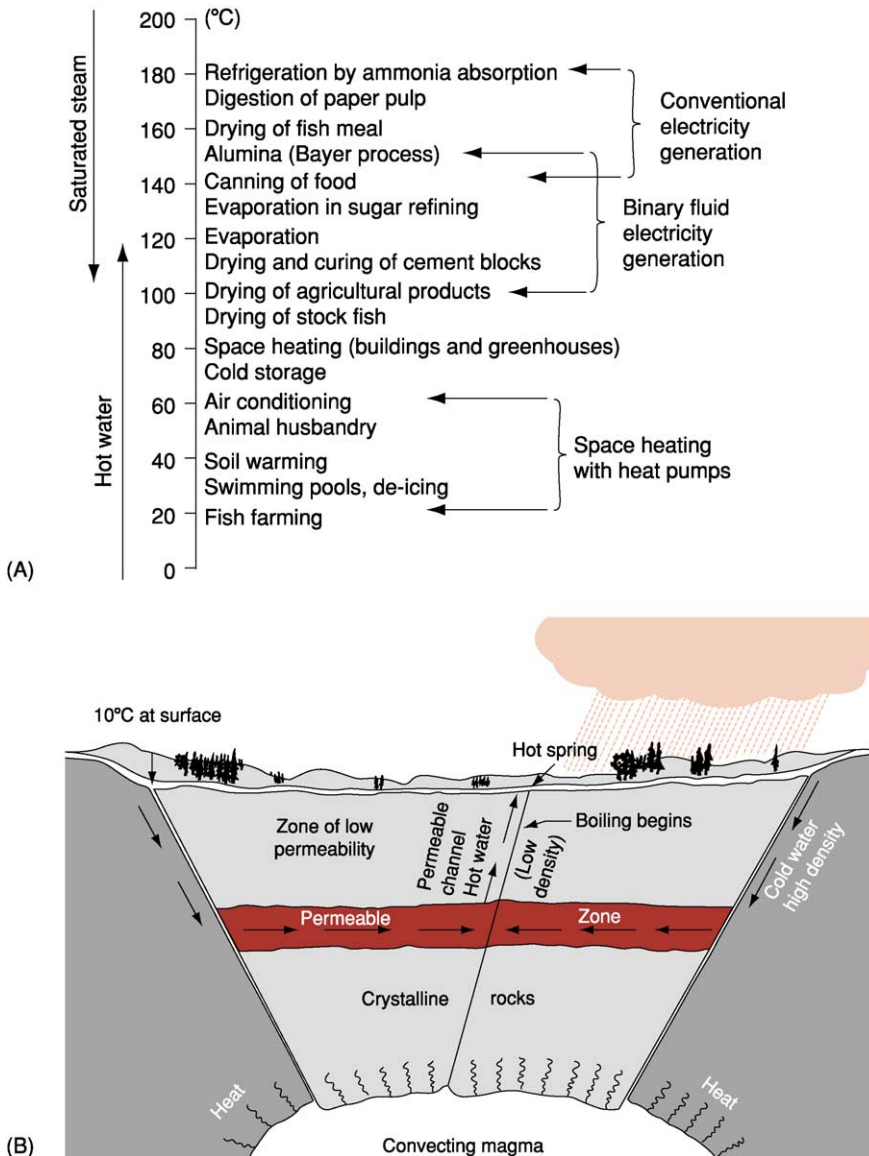 (°C)
200
180
160
140
120
100
80
60
40
20
0
Saturated steam
Hot water
Refrigeration by ammonia absorption
Digestion of paper pulp
Drying of fish meal
Alumina (Bayer process)
Canning of food
Evaporation in sugar refining
Evaporation
Drying and curing of cement blocks
Drying of agricultural products
Drying of stock fish
Space heating (buildings and greenhouses)
Cold storage
Air conditioning
Animal husbandry
Soil warming
Swimming pools, de-icing
Fish farming
Conventional
electricity
generation
Binary fluid
electricity
generation
Space heating
with heat pumps
(A)
10°C at surface
Hot spring
Zone of low
permeability
Permeable
channel
Hot water
(Low
density)
Boiling begins
Cold water
high density
Permeable
Zone
Crystalline
rocks
Heat
Heat
Convecting magma
(B)